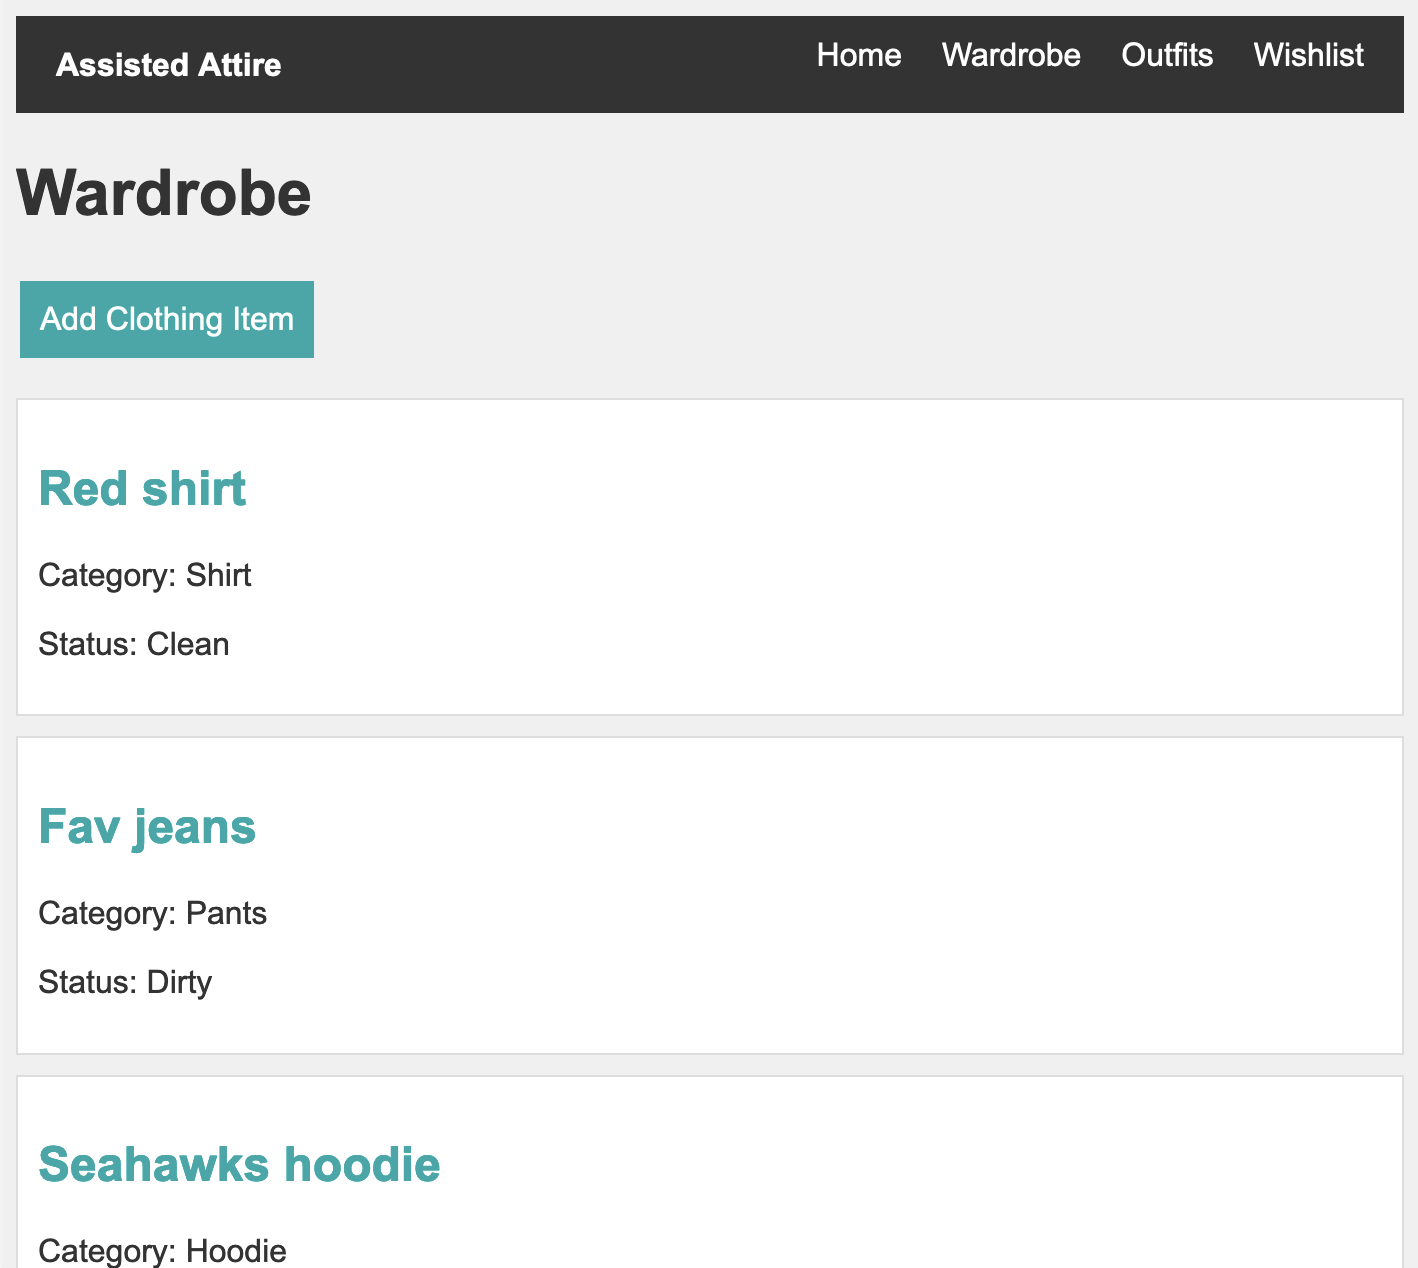 Assisted Attire
Home Wardrobe Outfits Wishlist
Wardrobe
Add Clothing Item
Red shirt
Category: Shirt
Status: Clean
Fav jeans
Category: Pants
Status: Dirty
Seahawks hoodie
Category: Hoodie